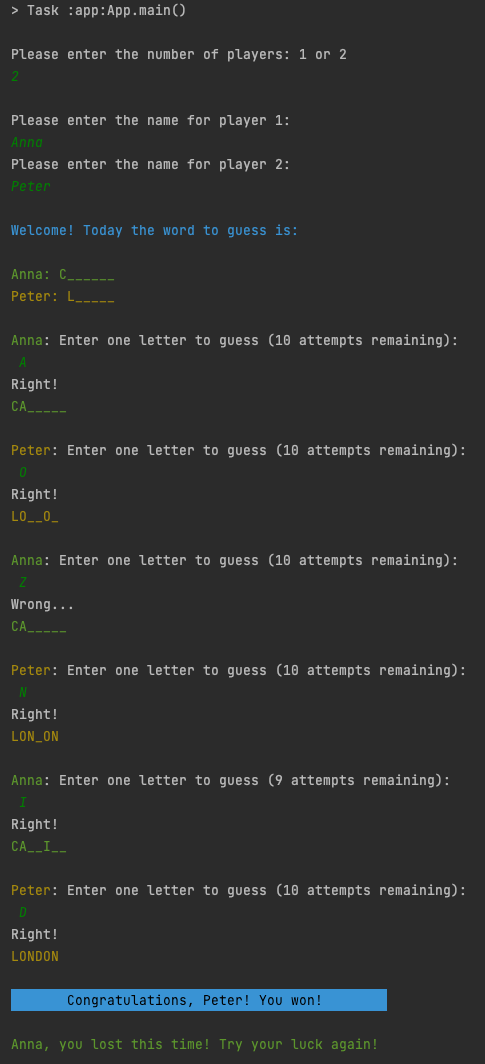 > Task :app:App.main()
Please enter the number of players: 1 or 2
2
Please enter the name for player 1:
Anna
Please enter the name for player 2:
Peter
Welcome! Today the word to guess is:
Anna: C______
Peter: L_____
Anna: Enter one letter to guess (10 attempts remaining):
A
Right!
CA_____
Peter: Enter one letter to guess (10 attempts remaining):
O
Right!
LO__O_
Anna: Enter one letter to guess (10 attempts remaining):
Z
Wrong...
CA_____
Peter: Enter one letter to guess (10 attempts remaining):
N
Right!
LON_ON
Anna: Enter one letter to guess (9 attempts remaining):
I
Right!
CA__I__
Peter: Enter one letter to guess (10 attempts remaining):
D
Right!
LONDON
Congratulations, Peter! You won!
Anna, you lost this time! Try your luck again!